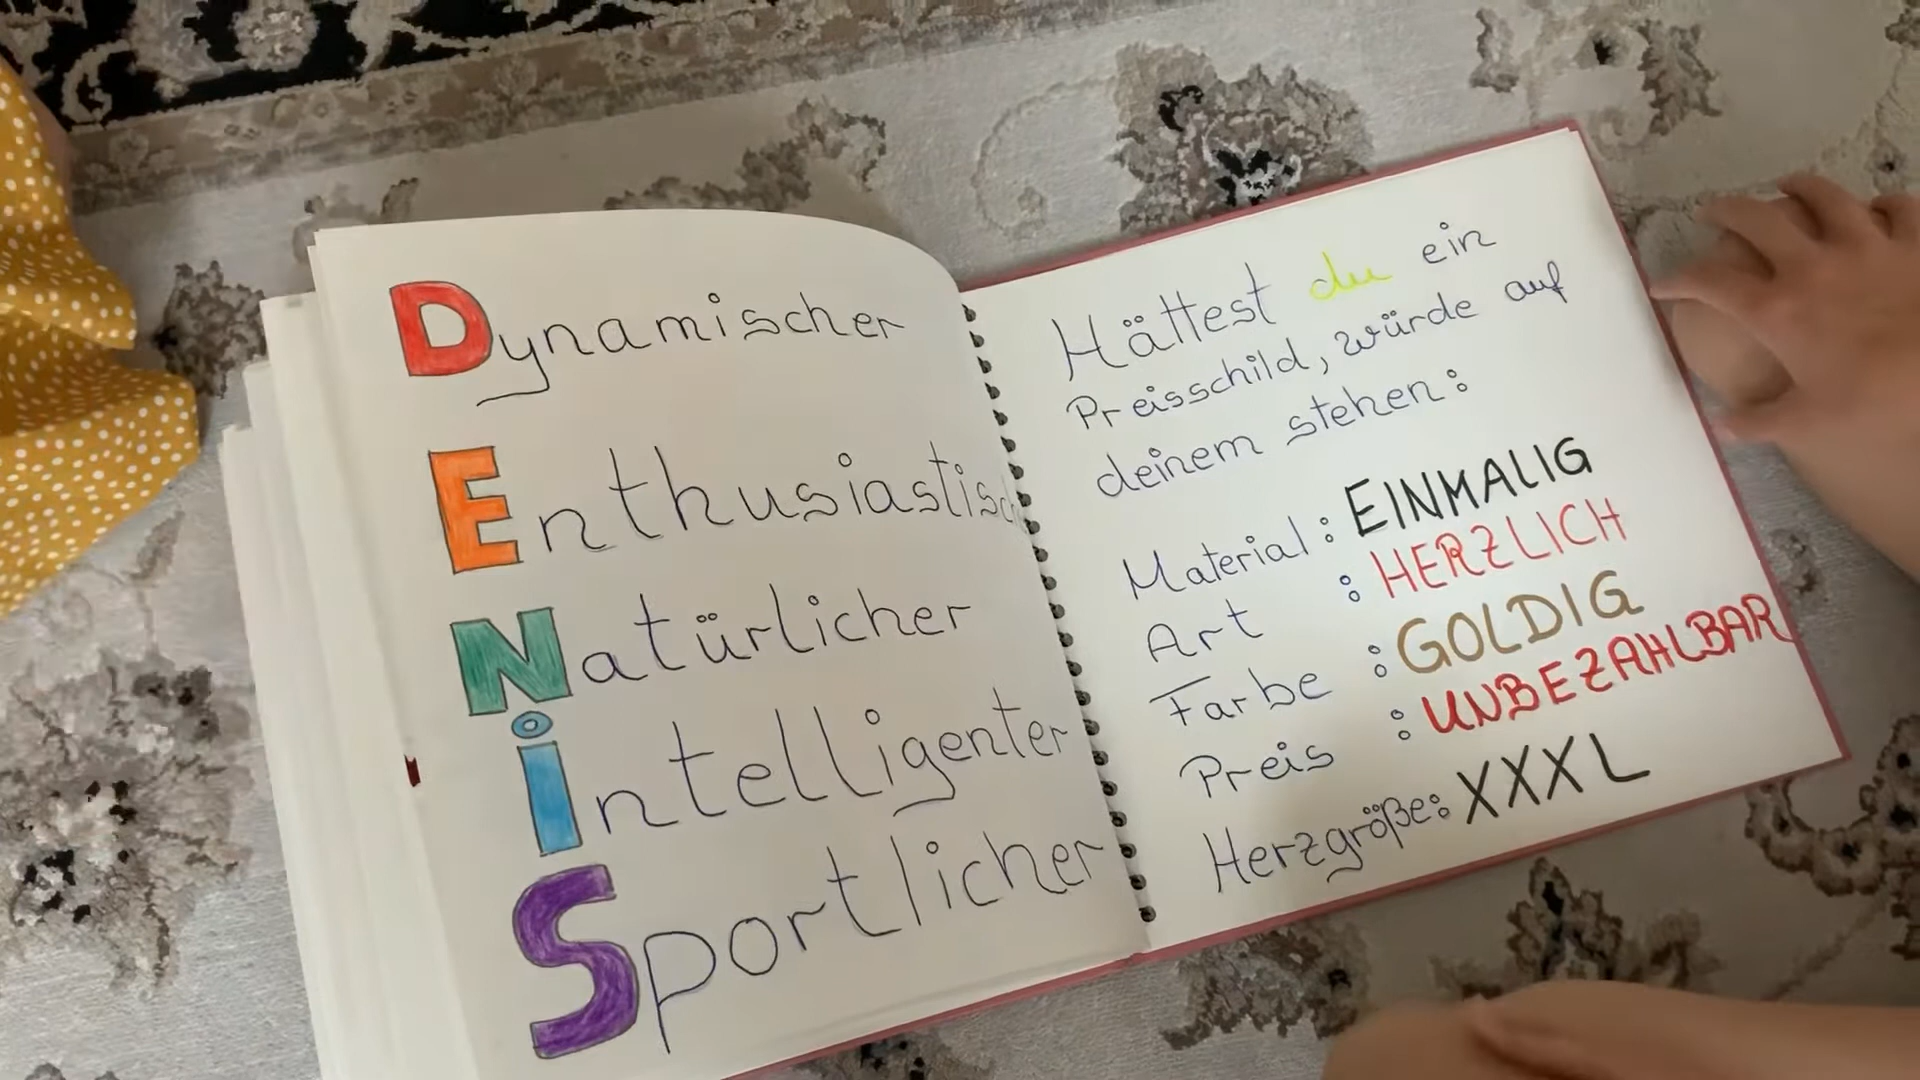 Dynamischer
Enthusiastisch
Natürlicher
intelligenter
Sportlicher
Hättest du ein
Preisschild, würde auf
deinem stehen:
Material: EINMALIG
Art : HERZLICH
Farbe : GOLDIG
Preis : UNBEZAHLBAR
Herzgröße: XXXL